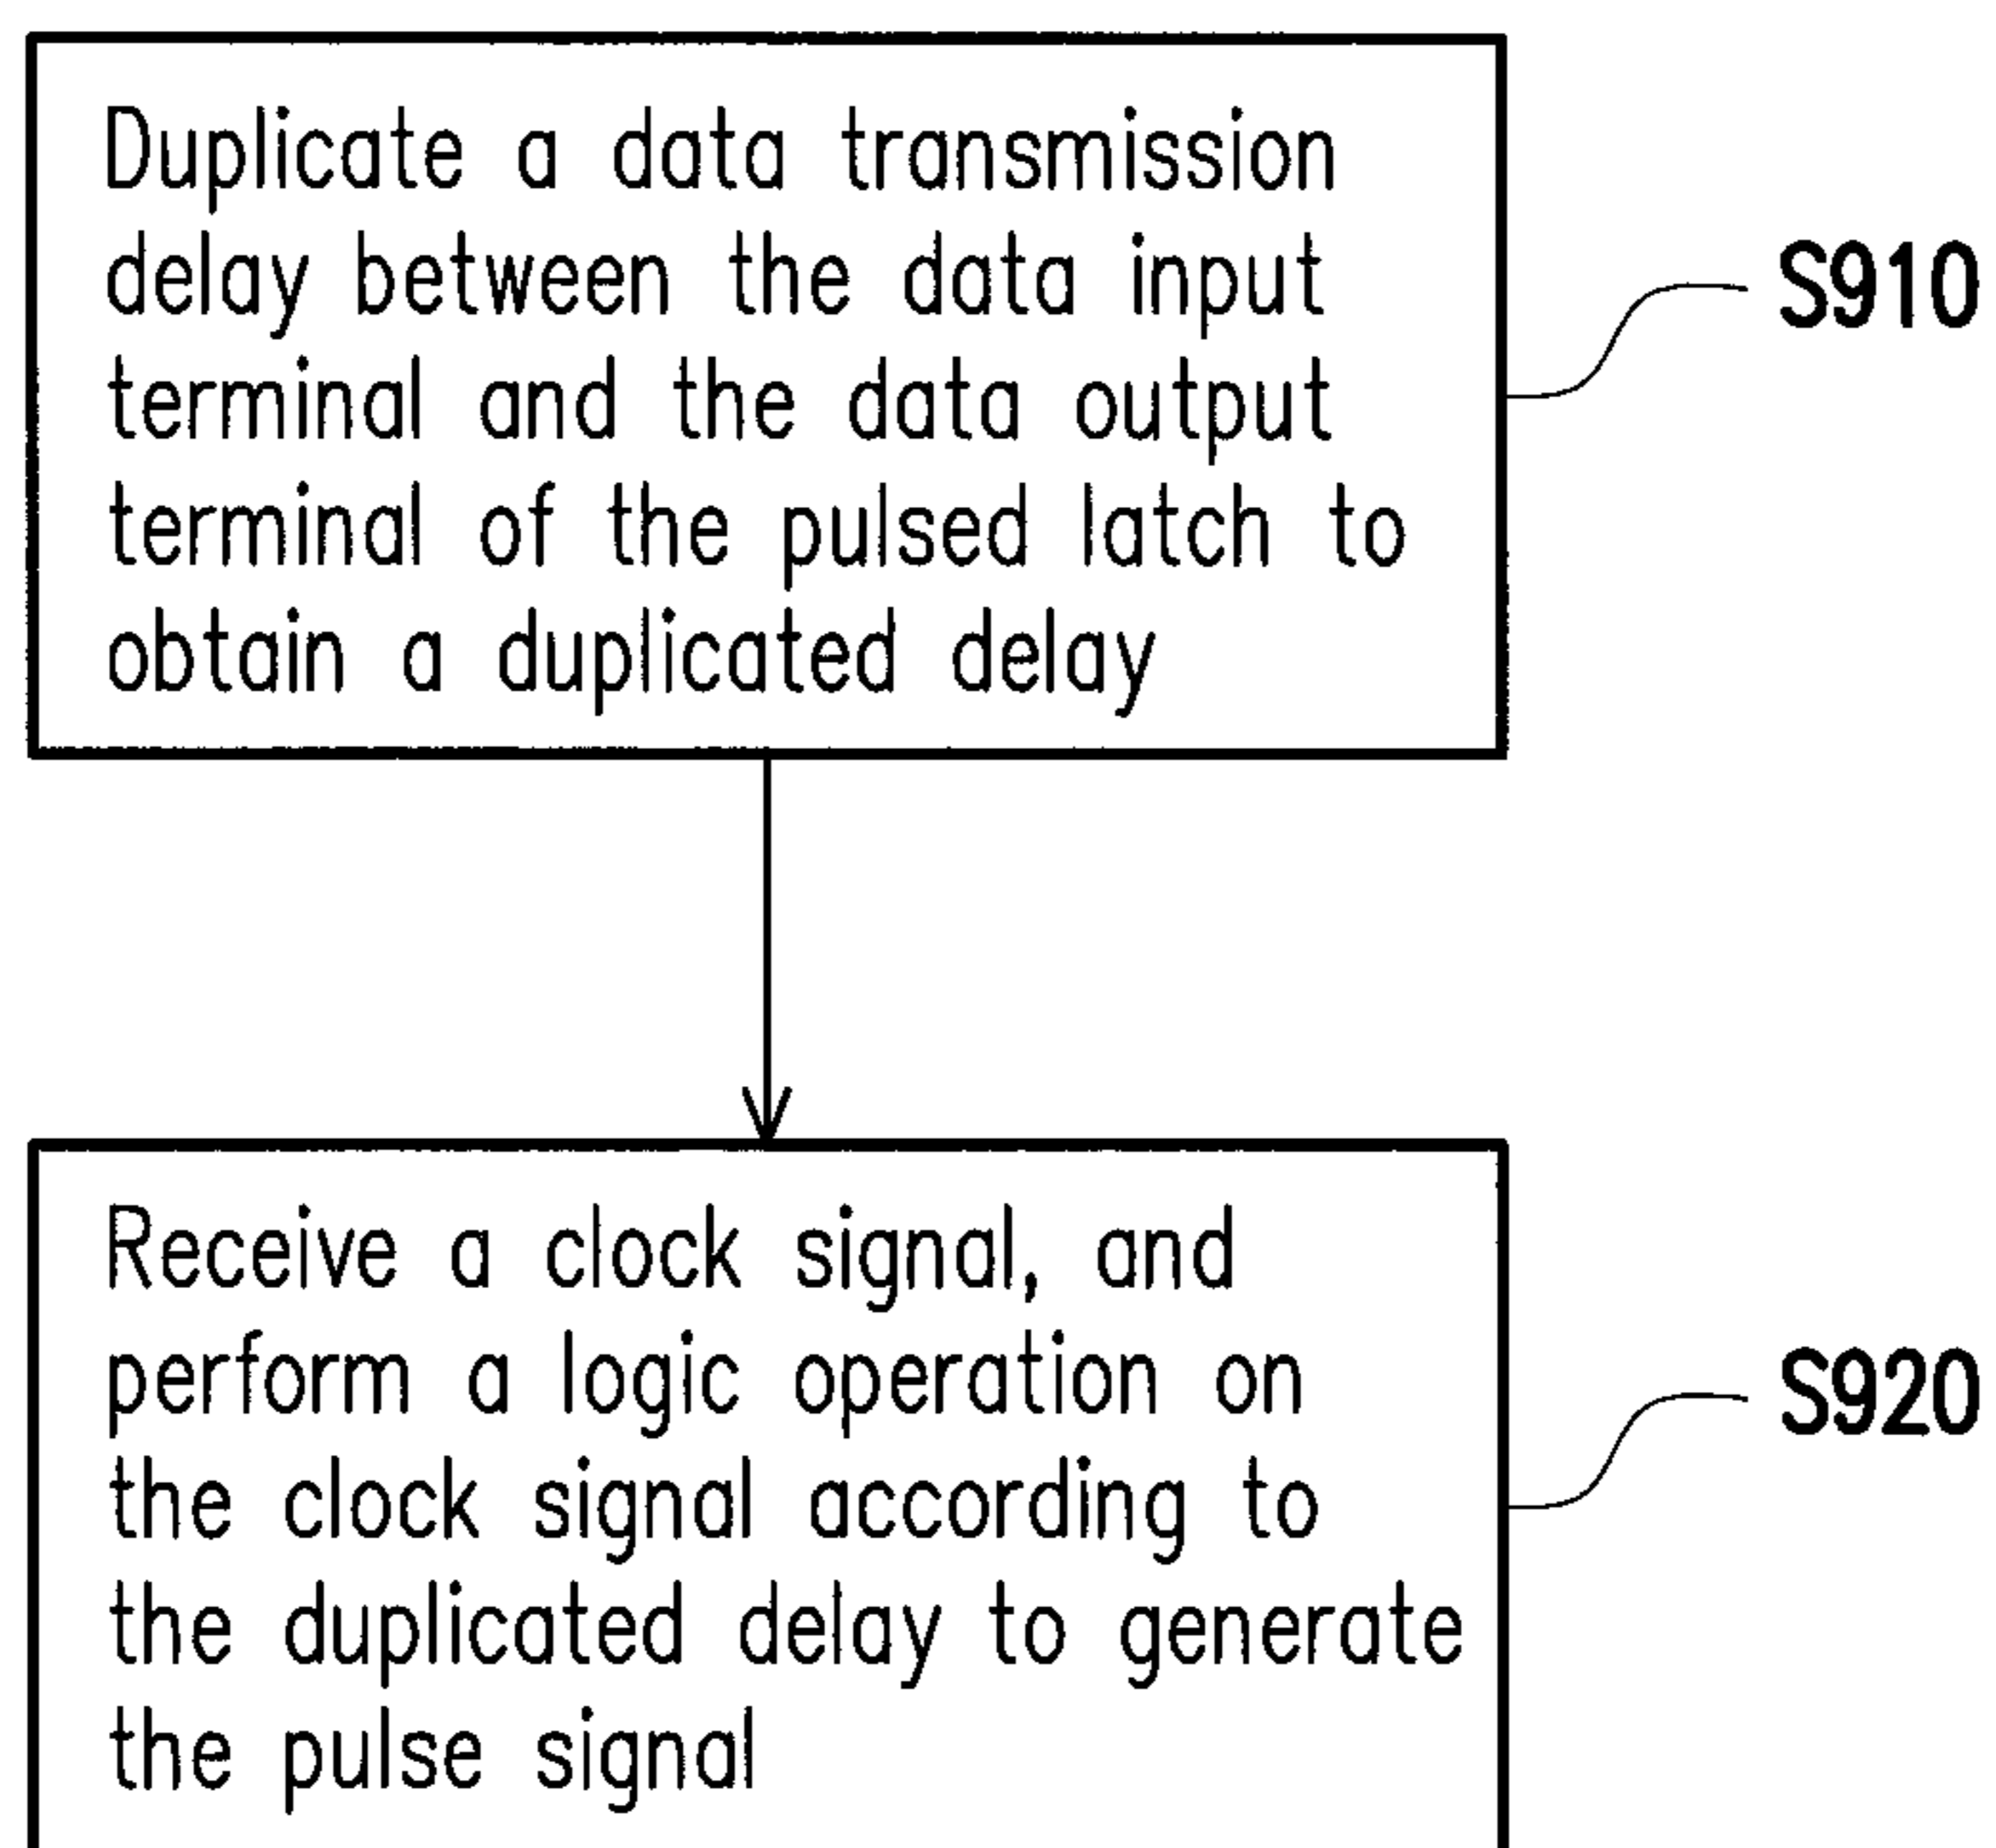 Duplicate a data transmission
delay between the data input
terminal and the data output
terminal of the pulsed latch to
obtain a duplicated delay
S910
Receive a clock signal, and
perform a logic operation on
the clock signal according to
the duplicated delay to generate
the pulse signal
S920